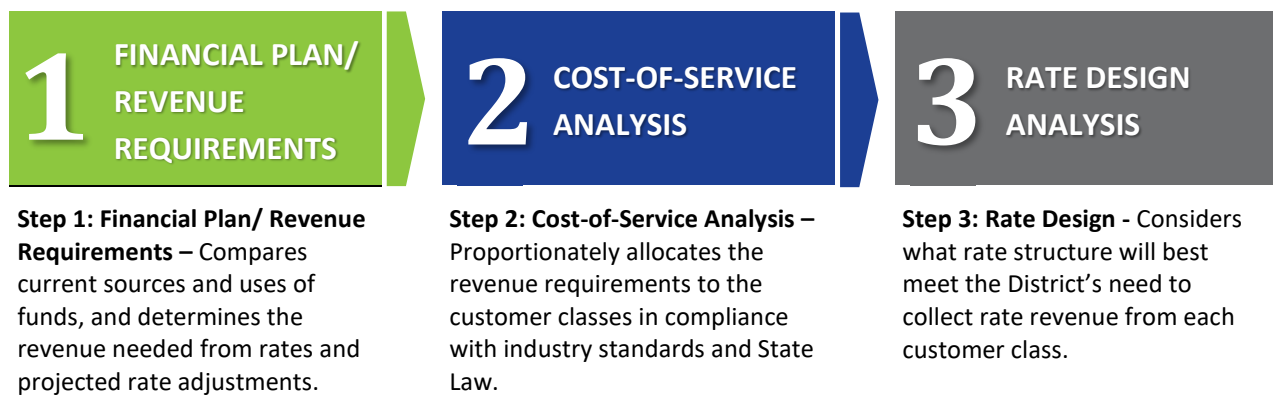 1
FINANCIAL PLAN/
REVENUE
REQUIREMENTS
2
COST-OF-SERVICE
ANALYSIS
3
RATE DESIGN
ANALYSIS
Step 1: Financial Plan/ Revenue
Requirements – Compares
current sources and uses of
funds, and determines the
revenue needed from rates and
projected rate adjustments.
Step 2: Cost-of-Service Analysis –
Proportionately allocates the
revenue requirements to the
customer classes in compliance
with industry standards and State
Law.
Step 3: Rate Design - Considers
what rate structure will best
meet the District’s need to
collect rate revenue from each
customer class.